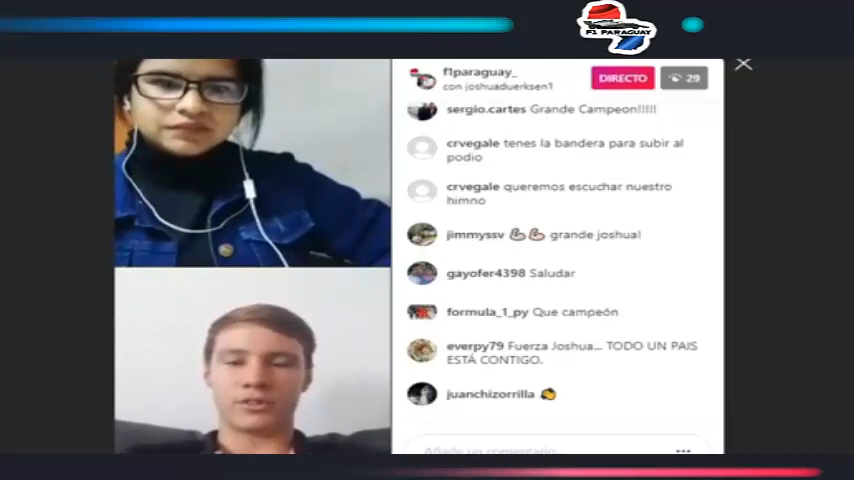 F1 PARAGUAY
f1paraguay_
con joshuaduerksen1
DIRECTO
29
sergio.cartes Grande Campeon!!!!!
crvegale tenes la bandera para subir al
podio
crvegale queremos escuchar nuestro
himno
jimmyssv 💪💪 grande joshua!
gayofer4398 Saludar
formula_1_py Que campeón
everpy79 Fuerza Joshua... TODO UN PAIS
ESTÁ CONTIGO.
juanchizorrilla 👏
Añade un comentario...